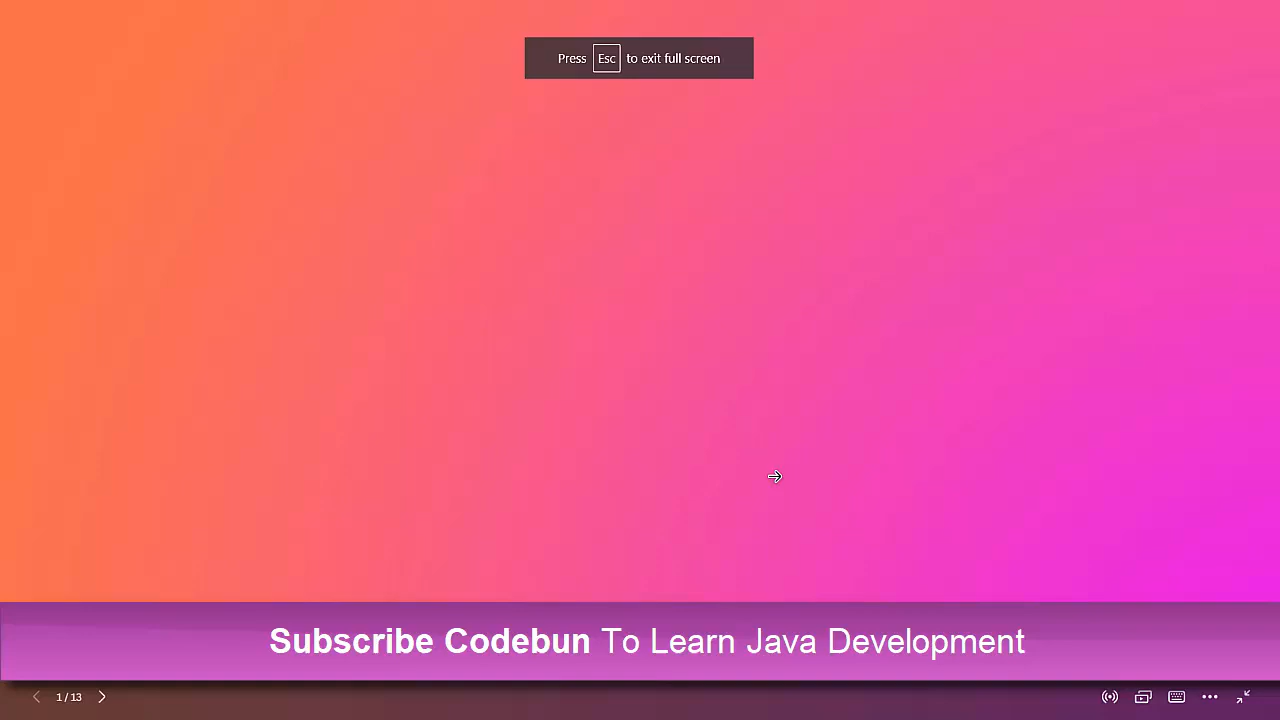 Press Esc to exit full screen
Subscribe Codebun To Learn Java Development
1 / 13